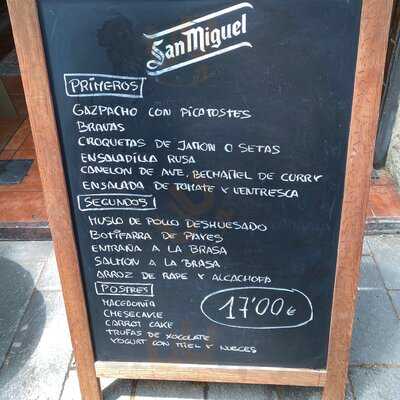 San Miguel
PRIMEROS
GAZPACHO CON PICATOSTES
BRAVAS
CROQUETAS DE JAMON O SETAS
ENSALADILLA RUSA
CANELON DE AVE, BECHAMEL DE CURRY
ENSALADA DE TOMATE Y VENTRESCA
SEGUNDOS
MUSLO DE POLLO DESHUESADO
BOTIFARRA DE PAYES
ENTRAÑA A LA BRASA
SALMON A LA BRASA
ARROZ DE RAPE Y ALCACHOFA
POSTRES
MACEDONIA
CHESECAKE
CARROT CAKE
TRUFAS DE XOCOLATE
YOGURT CON MIEL Y NUECES
17'00€